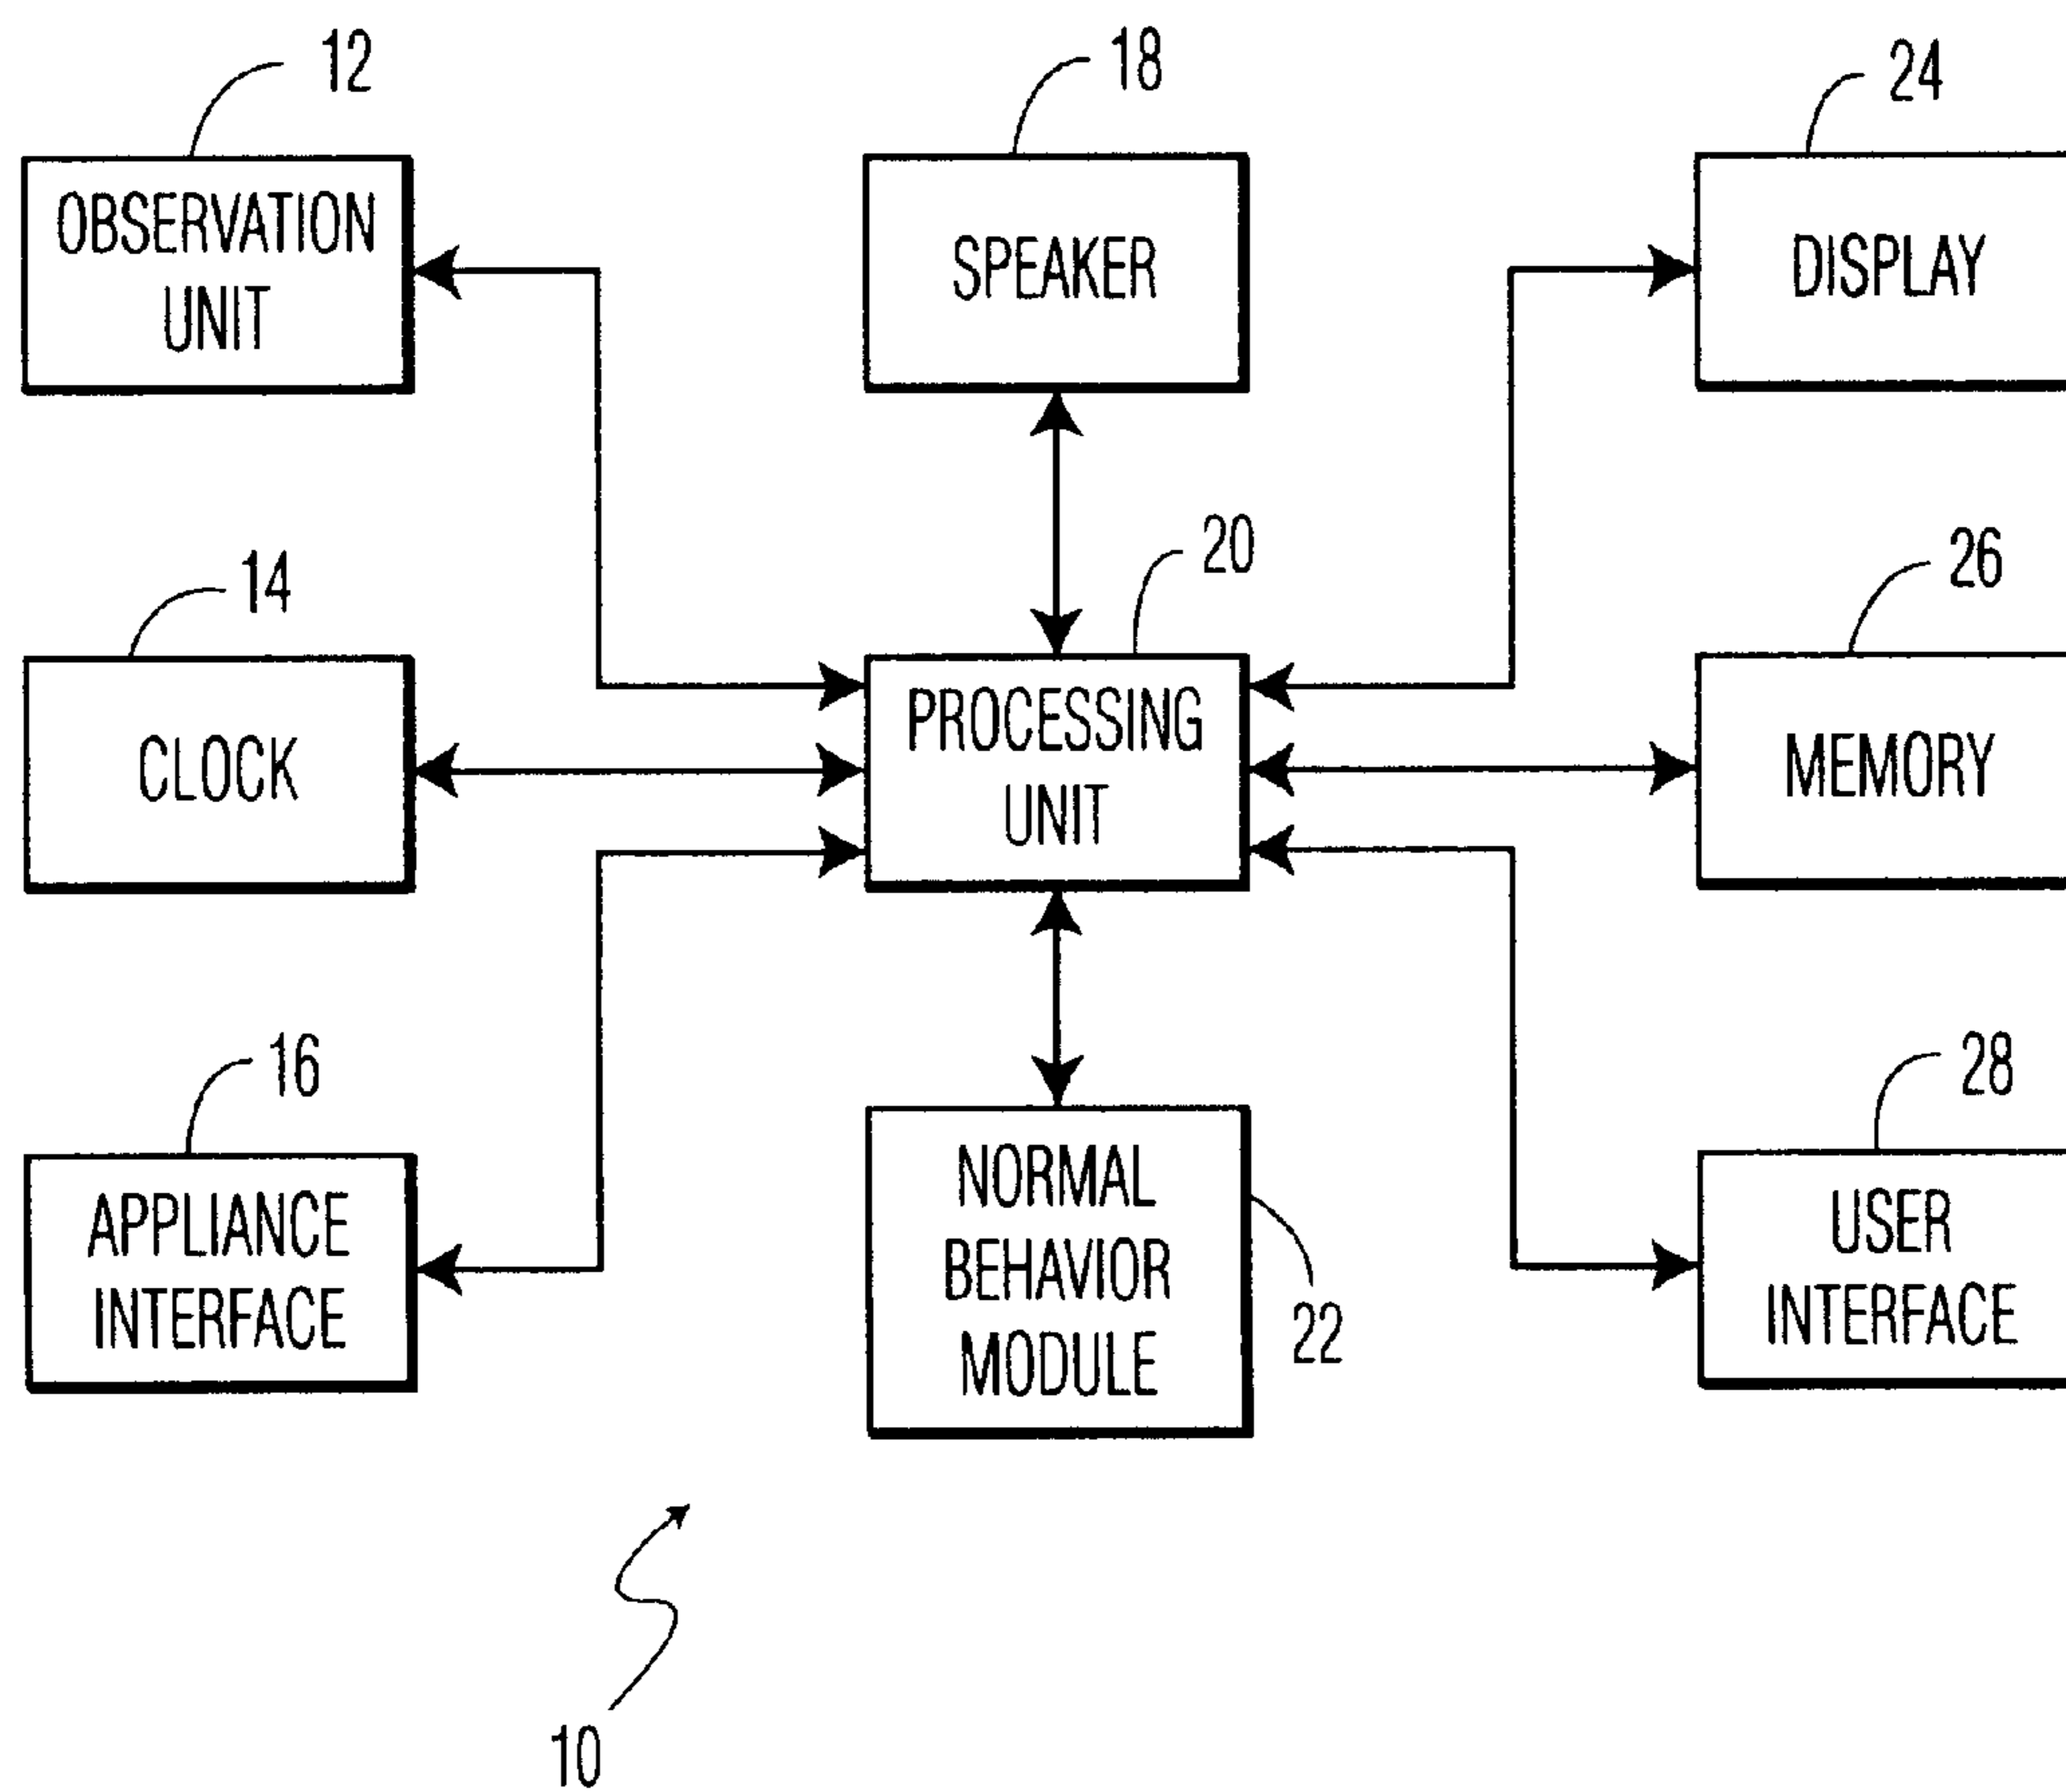 12
18
24
OBSERVATION
UNIT
SPEAKER
DISPLAY
14
20
26
CLOCK
PROCESSING
UNIT
MEMORY
16
28
APPLIANCE
INTERFACE
NORMAL
BEHAVIOR
MODULE
22
USER
INTERFACE
10